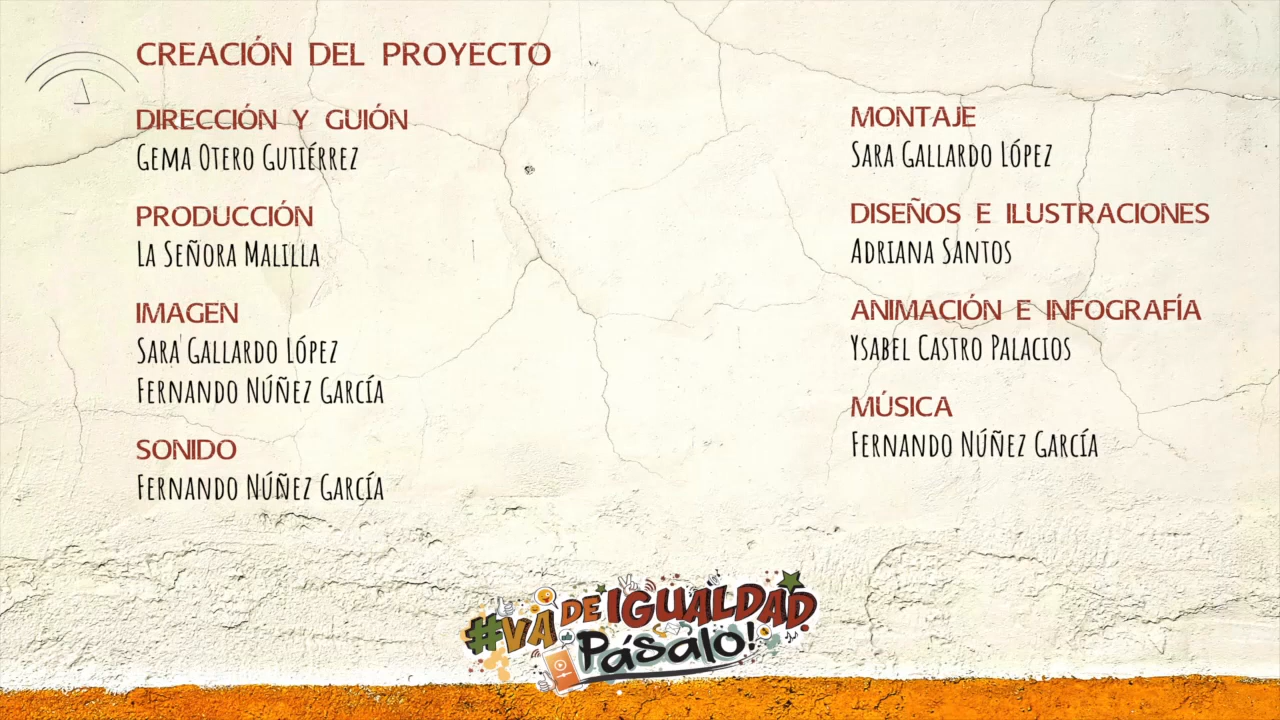 CREACIÓN DEL PROYECTO
DIRECCIÓN Y GUIÓN
GEMA OTERO GUTIÉRREZ
PRODUCCIÓN
LA SEÑORA MALILLA
IMAGEN
SARA GALLARDO LÓPEZ
FERNANDO NÚÑEZ GARCÍA
SONIDO
FERNANDO NÚÑEZ GARCÍA
MONTAJE
SARA GALLARDO LÓPEZ
DISEÑOS E ILUSTRACIONES
ADRIANA SANTOS
ANIMACIÓN E INFOGRAFÍA
YSABEL CASTRO PALACIOS
MÚSICA
FERNANDO NÚÑEZ GARCÍA
#VA DE IGUALDAD.
Pásalo!